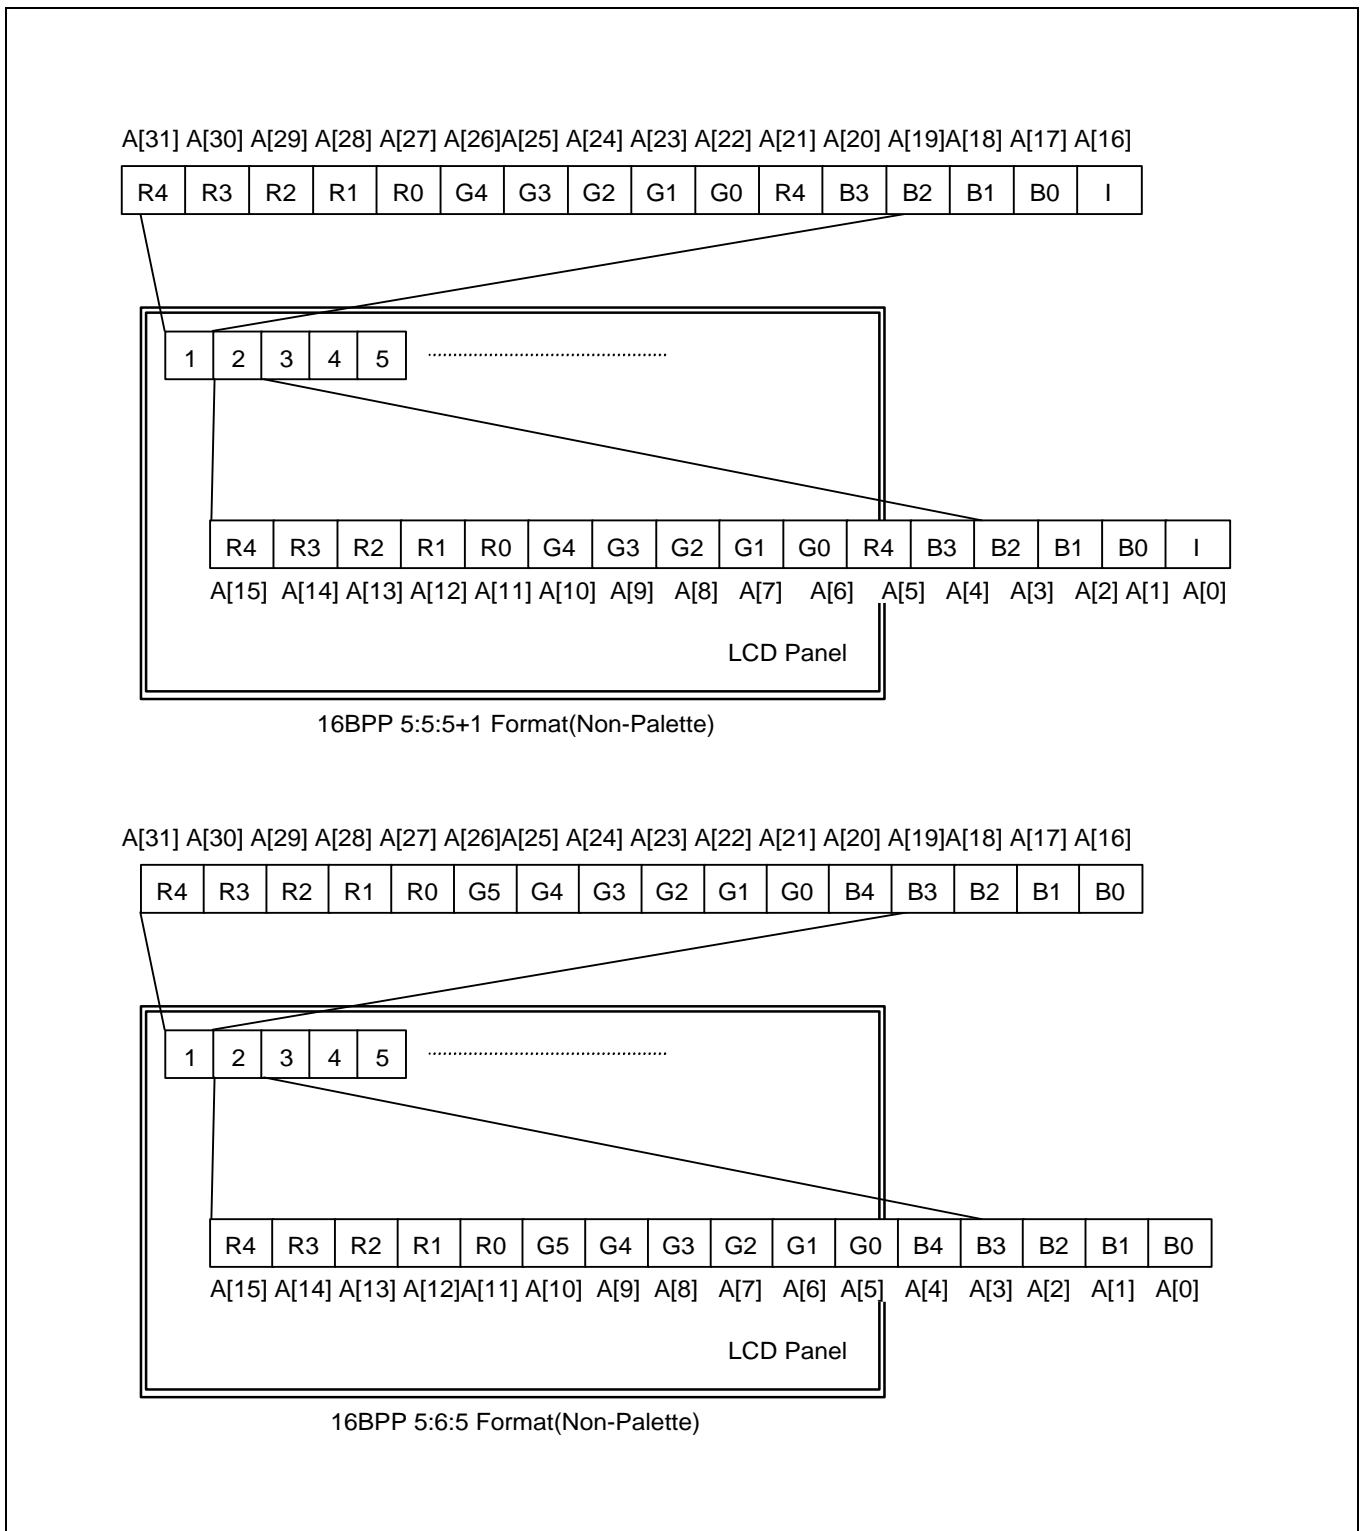 A[31] A[30] A[29] A[28] A[27] A[26]A[25] A[24] A[23] A[22] A[21] A[20] A[19]A[18] A[17] A[16]
R4 R3 R2 R1 R0 G4 G3 G2 G1 G0 R4 B3 B2 B1 B0 I
1 2 3 4 5
R4 R3 R2 R1 R0 G4 G3 G2 G1 G0 R4 B3 B2 B1 B0 I
A[15] A[14] A[13] A[12] A[11] A[10] A[9] A[8] A[7] A[6] A[5] A[4] A[3] A[2] A[1] A[0]
LCD Panel
16BPP 5:5:5+1 Format(Non-Palette)
A[31] A[30] A[29] A[28] A[27] A[26]A[25] A[24] A[23] A[22] A[21] A[20] A[19]A[18] A[17] A[16]
R4 R3 R2 R1 R0 G5 G4 G3 G2 G1 G0 B4 B3 B2 B1 B0
1 2 3 4 5
R4 R3 R2 R1 R0 G5 G4 G3 G2 G1 G0 B4 B3 B2 B1 B0
A[15] A[14] A[13] A[12]A[11] A[10] A[9] A[8] A[7] A[6] A[5] A[4] A[3] A[2] A[1] A[0]
LCD Panel
16BPP 5:6:5 Format(Non-Palette)